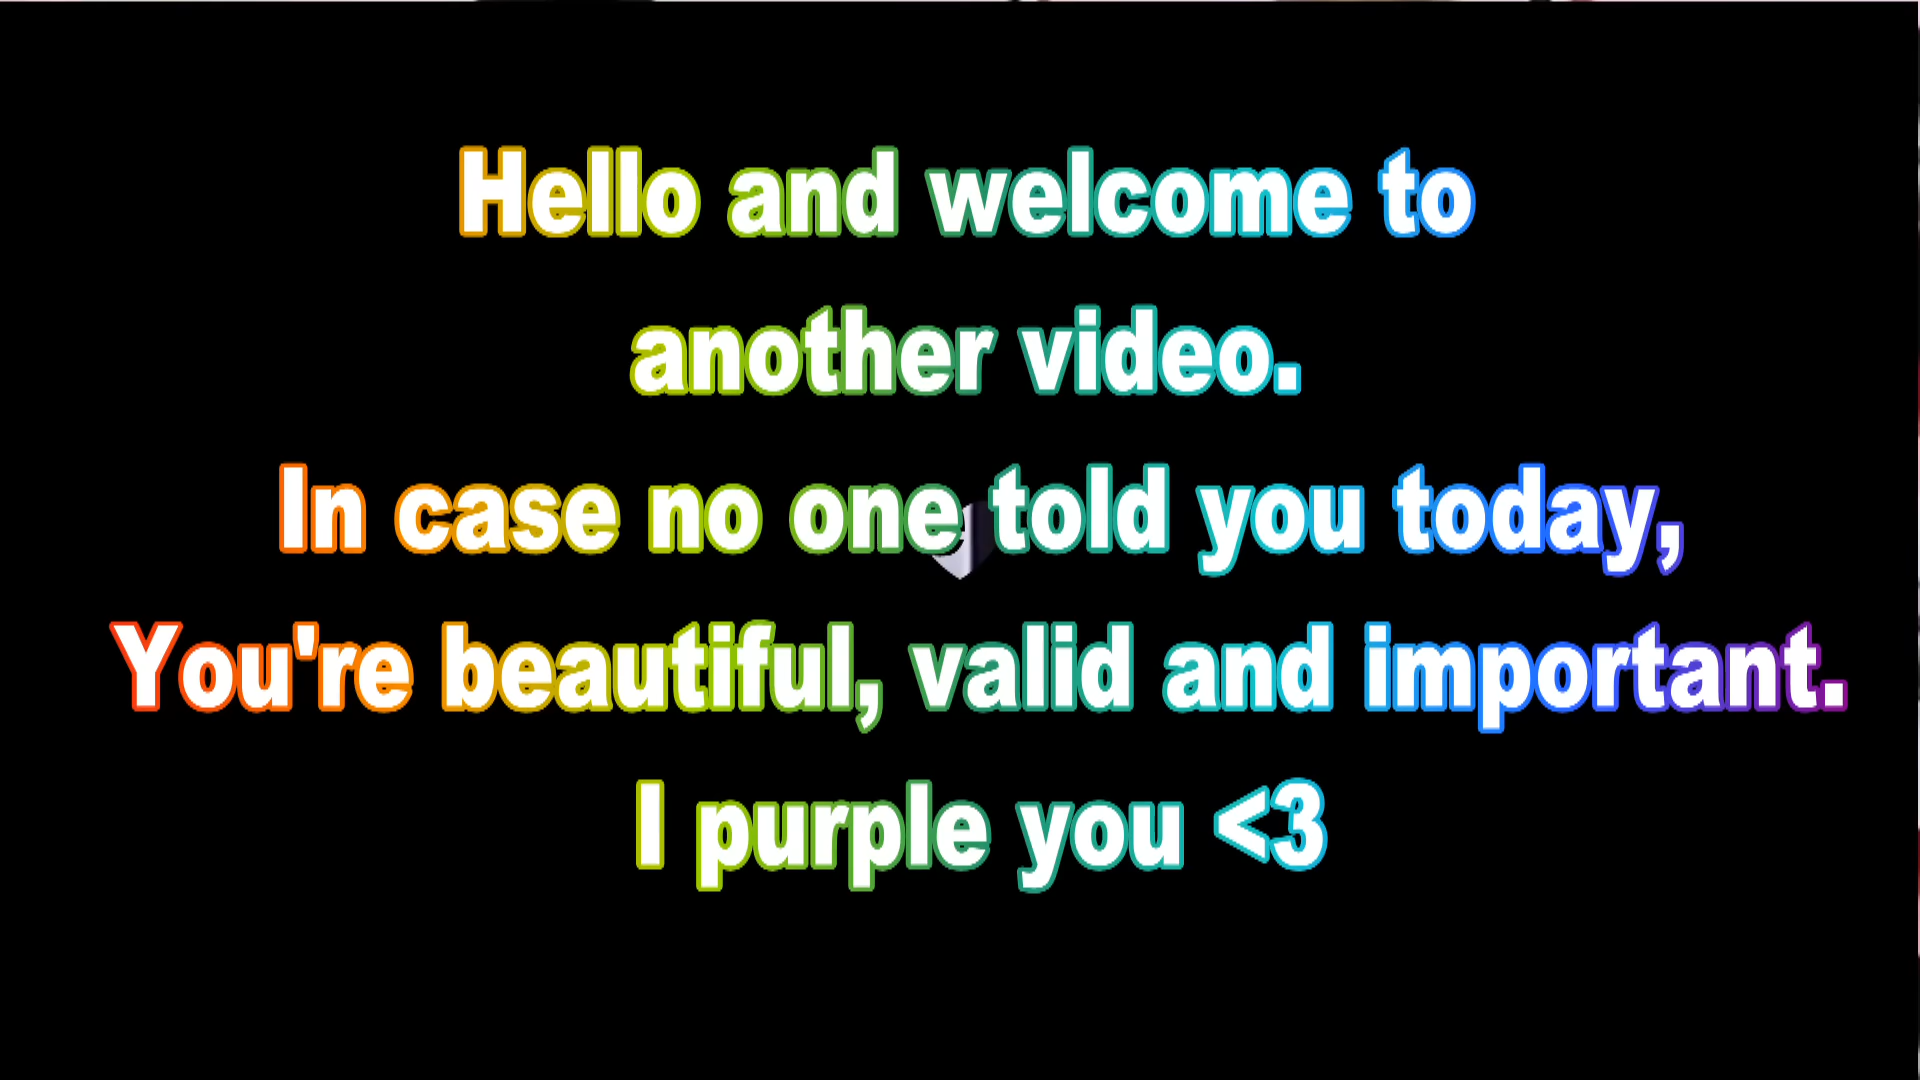 Hello and welcome to
another video.
In case no one told you today,
You're beautiful, valid and important.
I purple you <3